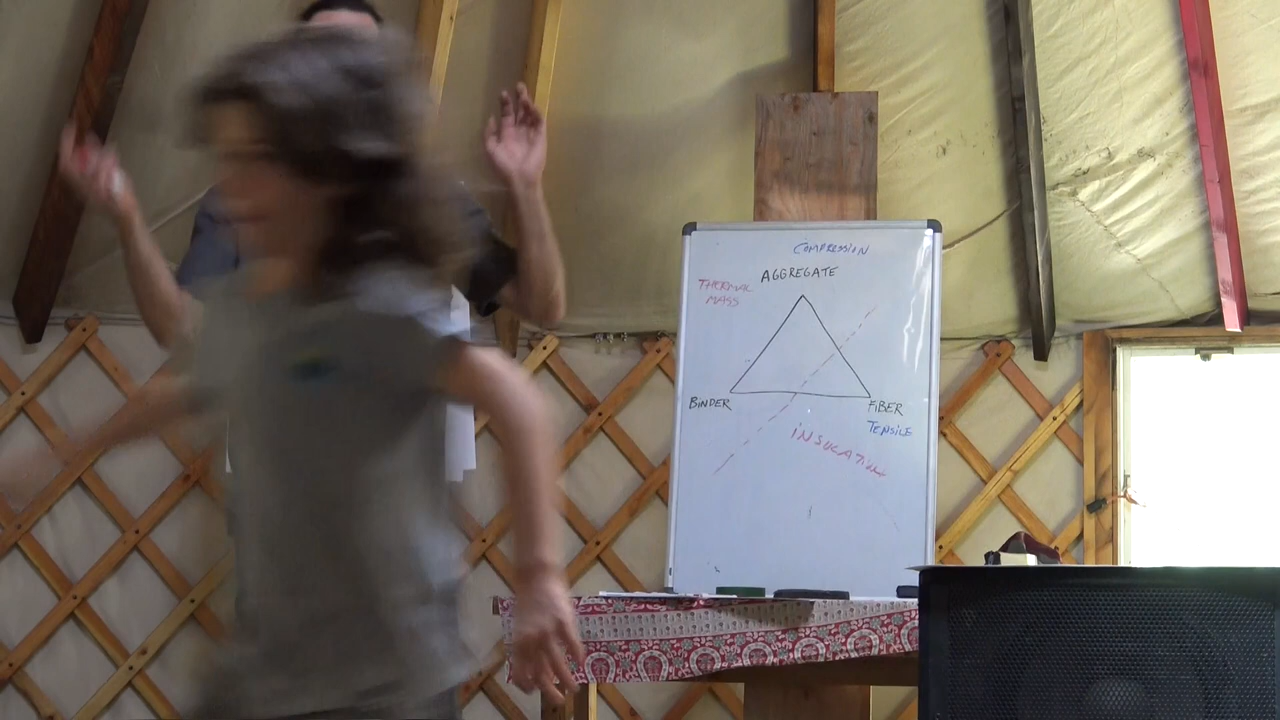 COMPRESSION
AGGREGATE
THERMAL
MASS
BINDER
FIBER
TENSILE
INSULATION